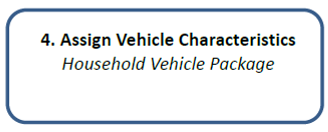 4. Assign Vehicle Characteristics
Household Vehicle Package